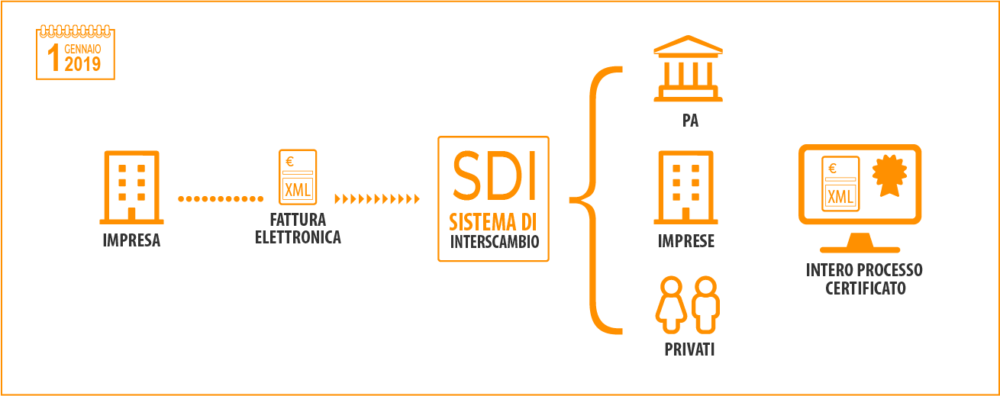 1 GENNAIO
2019
IMPRESA
€
XML
FATTURA
ELETTRONICA
SDI
SISTEMA DI
INTERSCAMBIO
PA
IMPRESE
PRIVATI
€
XML
INTERO PROCESSO
CERTIFICATO